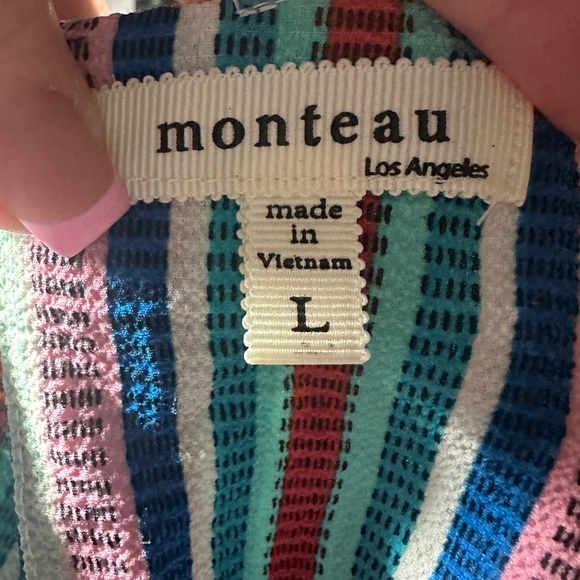 monteau
Los Angeles
made
in
Vietnam
L